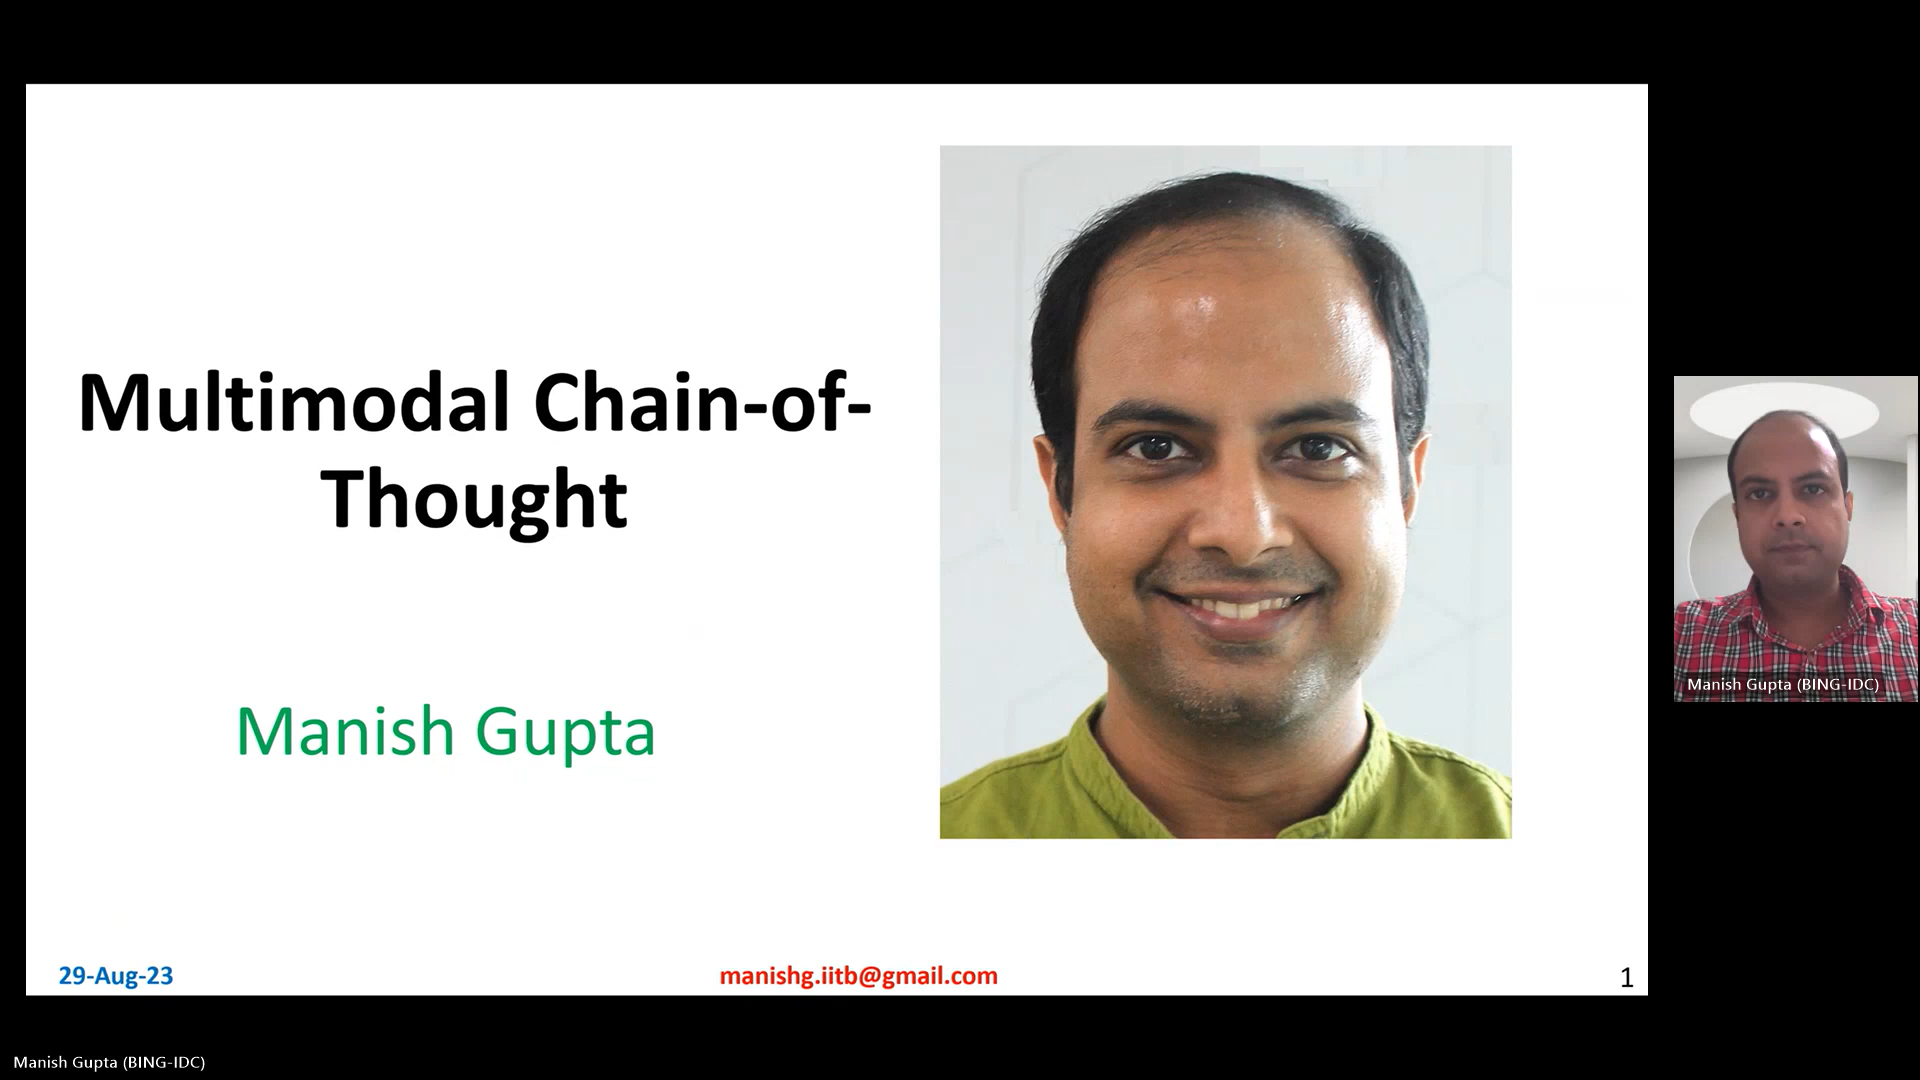 Multimodal Chain-of-
Thought
Manish Gupta
29-Aug-23
manishg.iitb@gmail.com
1
Manish Gupta (BING-IDC)
Manish Gupta (BING-IDC)